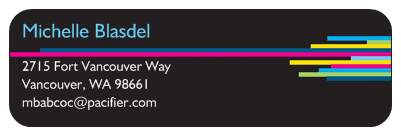 Michelle Blasdel
2715 Fort Vancouver Way
Vancouver, WA 98661
mbabcoc@pacifier.com